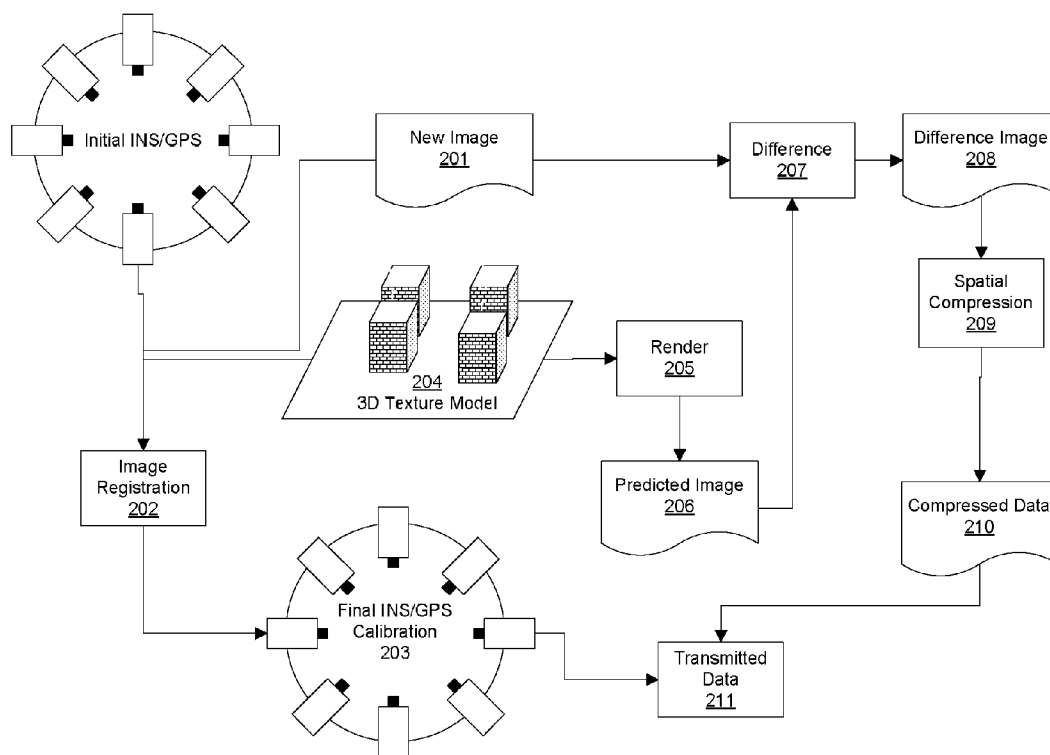 Initial INS/GPS
New Image
201
Difference
207
Difference Image
208
Spatial
Compression
209
204
3D Texture Model
Render
205
Image
Registration
202
Predicted Image
206
Compressed Data
210
Final INS/GPS
Calibration
203
Transmitted
Data
211